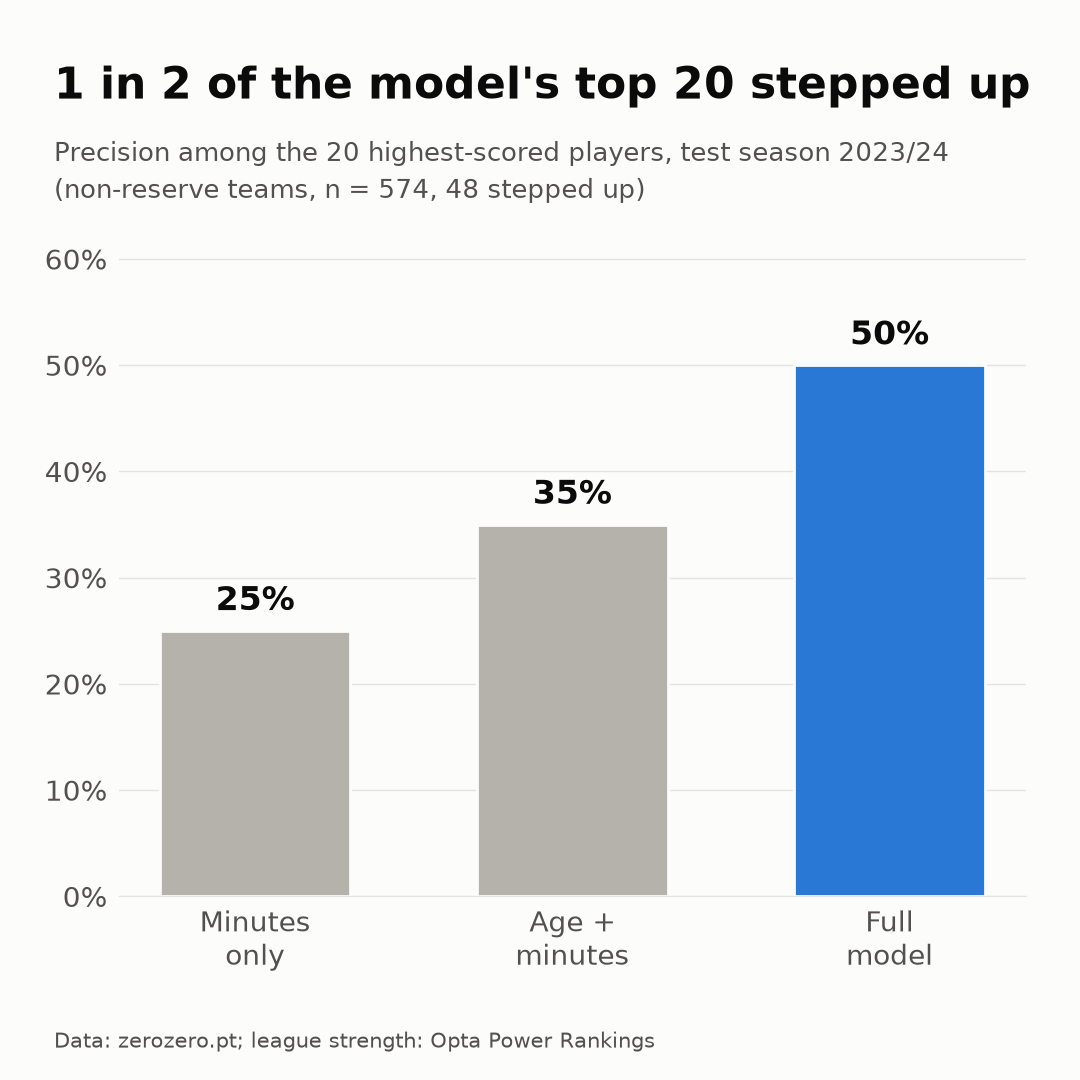 1 in 2 of the model's top 20 stepped up
Precision among the 20 highest-scored players, test season 2023/24
(non-reserve teams, n = 574, 48 stepped up)
60%
50%
40%
30%
20%
10%
0%
25%
35%
50%
Minutes
only
Age +
minutes
Full
model
Data: zerozero.pt; league strength: Opta Power Rankings